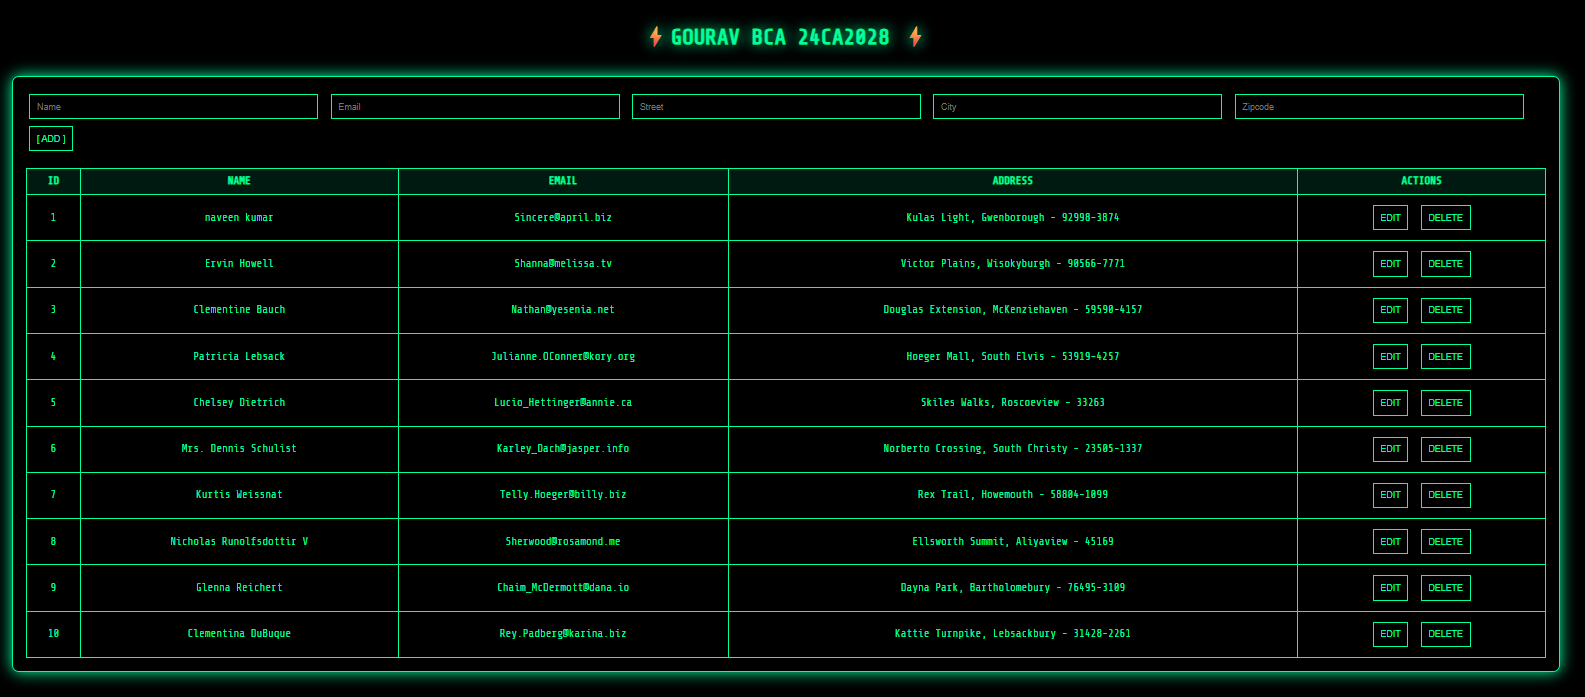 ⚡ GOURAV BCA 24CA2028 ⚡
Name Email Street City Zipcode
[ ADD ]
ID NAME EMAIL ADDRESS ACTIONS
1 naveen kumar Sincere@april.biz Kulas Light, Gwenborough - 92998-3874 EDIT DELETE
2 Ervin Howell Shanna@melissa.tv Victor Plains, Wisokyburgh - 90566-7771 EDIT DELETE
3 Clementine Bauch Nathan@yesenia.net Douglas Extension, McKenziehaven - 59590-4157 EDIT DELETE
4 Patricia Lebsack Julianne.OConner@kory.org Hoeger Mall, South Elvis - 53919-4257 EDIT DELETE
5 Chelsey Dietrich Lucio_Hettinger@annie.ca Skiles Walks, Roscoeview - 33263 EDIT DELETE
6 Mrs. Dennis Schulist Karley_Dach@jasper.info Norberto Crossing, South Christy - 23505-1337 EDIT DELETE
7 Kurtis Weissnat Telly.Hoeger@billy.biz Rex Trail, Howemouth - 58804-1099 EDIT DELETE
8 Nicholas Runolfsdottir V Sherwood@rosamond.me Ellsworth Summit, Aliyaview - 45169 EDIT DELETE
9 Glenna Reichert Chaim_McDermott@dana.io Dayna Park, Bartholomebury - 76495-3109 EDIT DELETE
10 Clementina DuBuque Rey.Padberg@karina.biz Kattie Turnpike, Lebsackbury - 31428-2261 EDIT DELETE